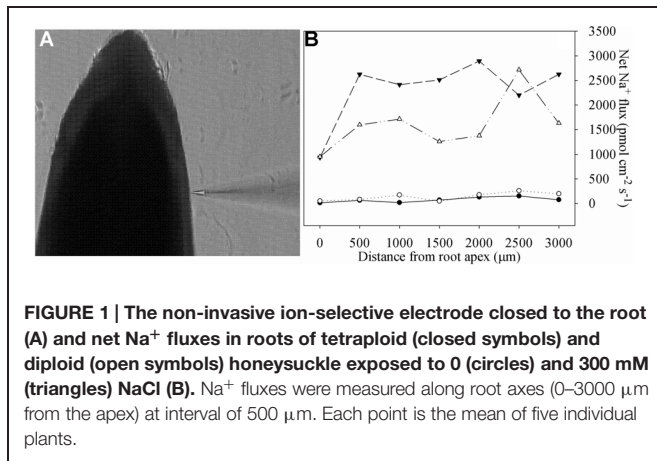 A
B
3500
3000
2500
2000
1500
1000
500
0
Net Na⁺ flux (pmol cm⁻² s⁻¹)
0 500 1000 1500 2000 2500 3000
Distance from root apex (μm)
FIGURE 1 | The non-invasive ion-selective electrode closed to the root
(A) and net Na⁺ fluxes in roots of tetraploid (closed symbols) and
diploid (open symbols) honeysuckle exposed to 0 (circles) and 300 mM
(triangles) NaCl (B). Na⁺ fluxes were measured along root axes (0–3000 μm
from the apex) at interval of 500 μm. Each point is the mean of five individual
plants.